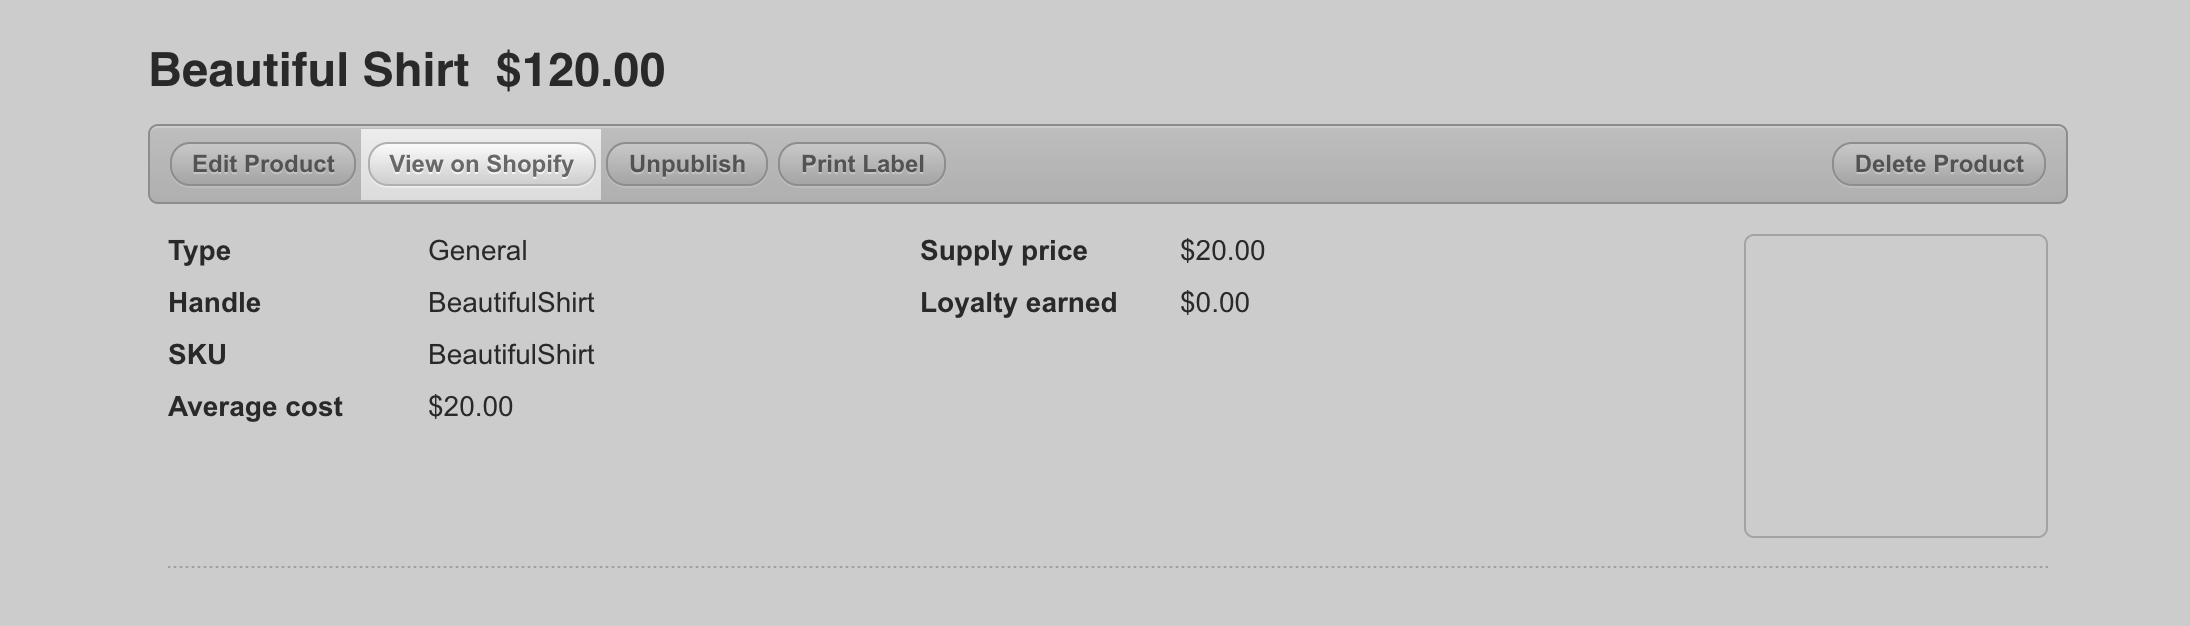 Beautiful Shirt $120.00
Edit Product View on Shopify Unpublish Print Label Delete Product
Type General Supply price $20.00
Handle BeautifulShirt Loyalty earned $0.00
SKU BeautifulShirt
Average cost $20.00